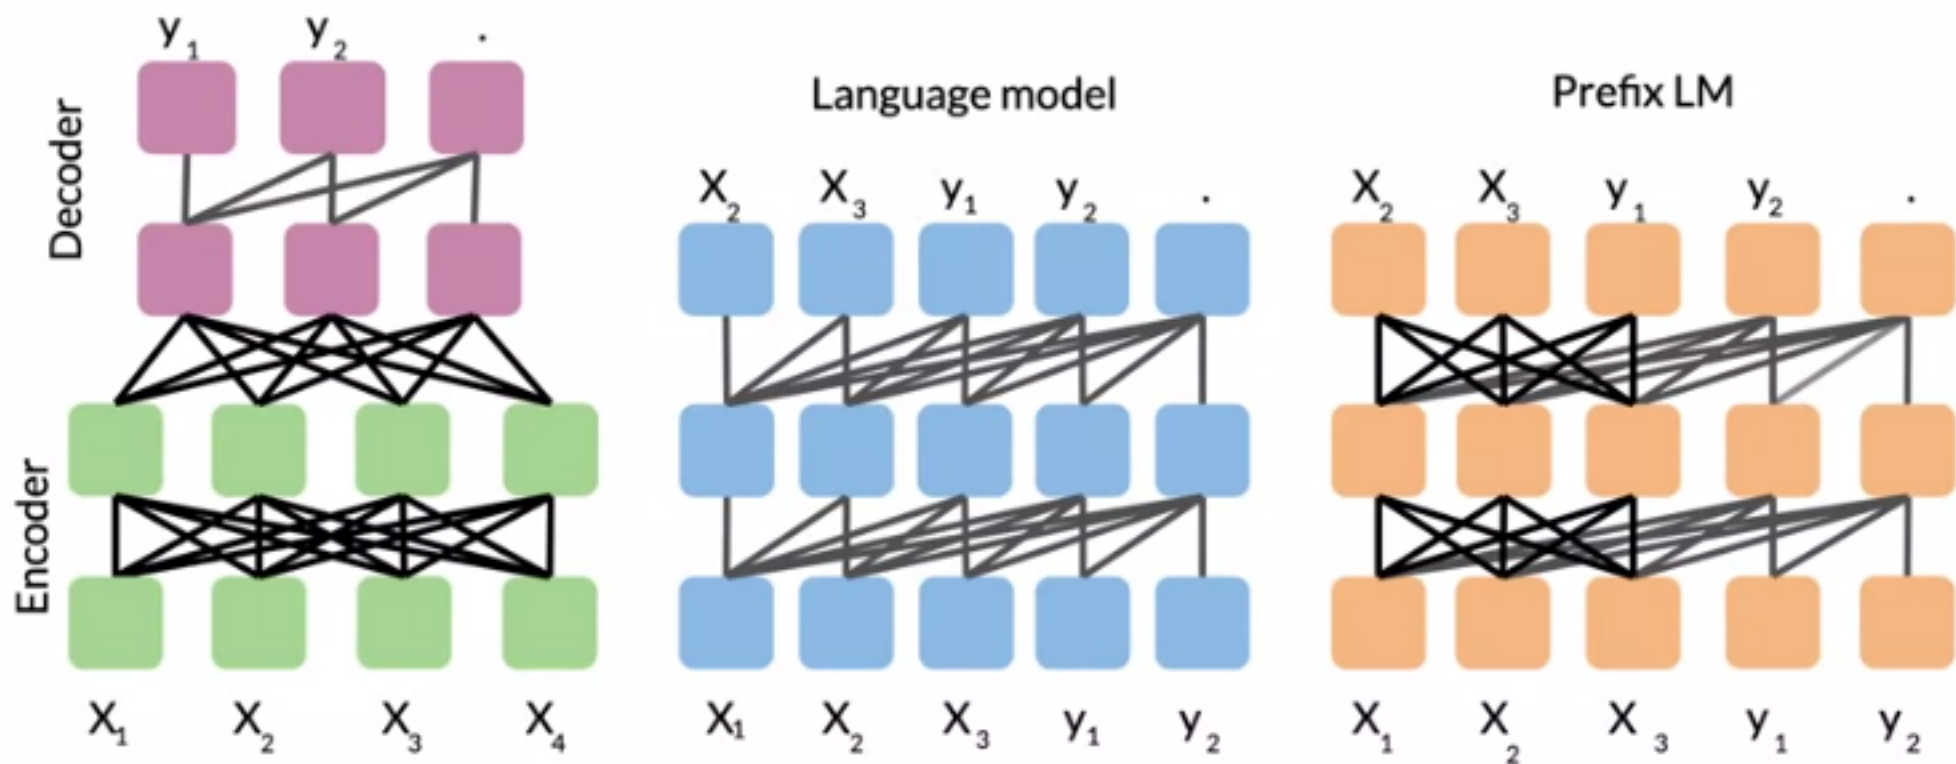 y₁ y₂ .
Decoder
Encoder
X₁ X₂ X₃ X₄
Language model
X₂ X₃ y₁ y₂ .
X₁ X₂ X₃ y₁ y₂
Prefix LM
X₂ X₃ y₁ y₂ .
X₁ X₂ X₃ y₁ y₂